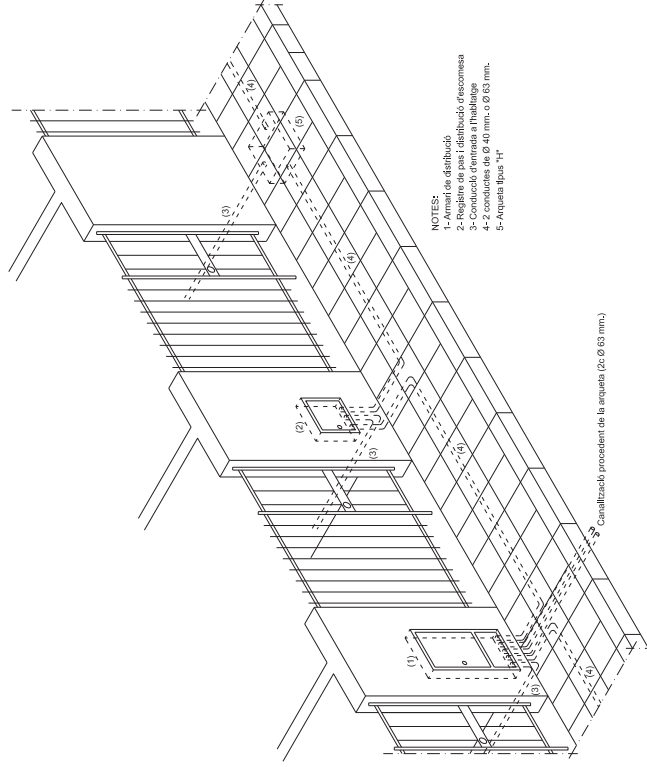 NOTES:
1- Armari de distribució
2- Registre de pas i distribució d'escomesa
3- Conducció d'entrada a l'habitatge
4- 2 conductes de Ø 40 mm. o Ø 63 mm.
5- Arqueta tipus "H"
Canalització procedent de la arqueta (2c Ø 63 mm.)
(1)
(2)
(3)
(3)
(3)
(4)
(4)
(4)
(4)
(5)